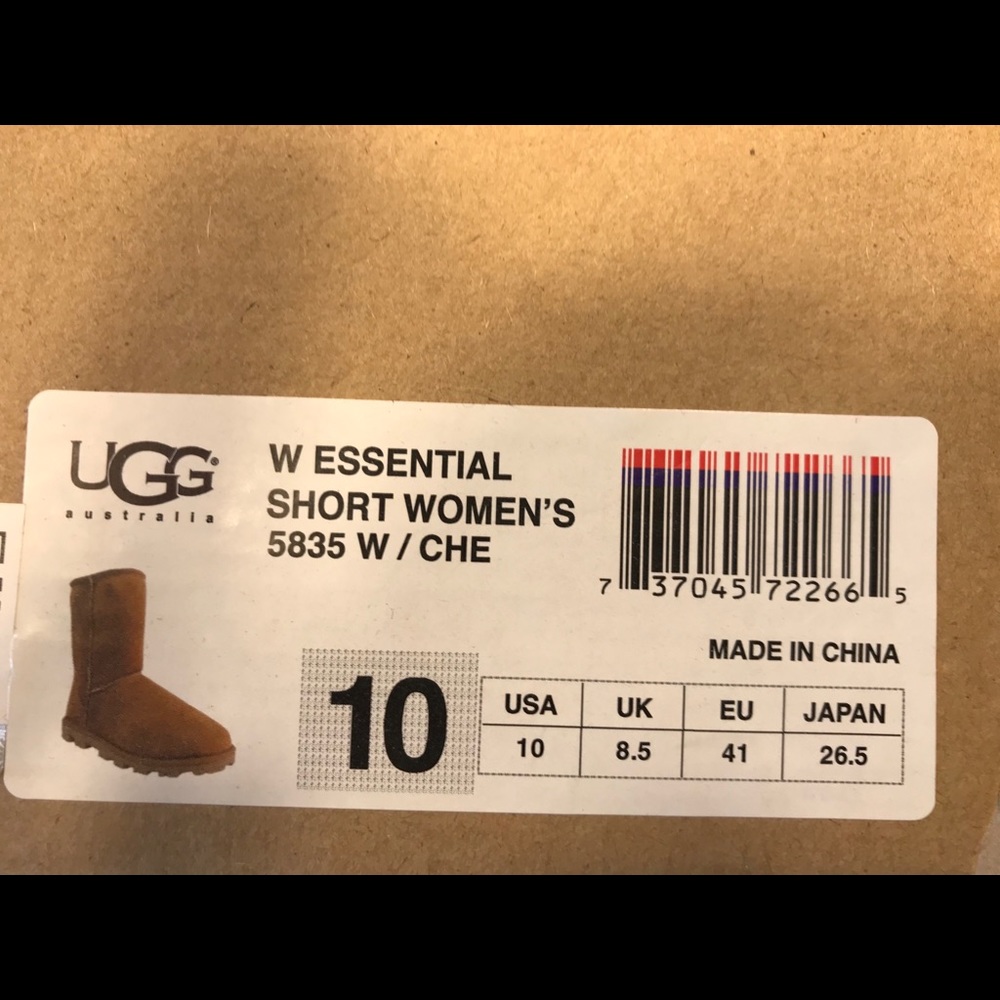 UGG®
australia
W ESSENTIAL
SHORT WOMEN'S
5835 W / CHE
7 37045 72266 5
MADE IN CHINA
10
USA UK EU JAPAN
10 8.5 41 26.5